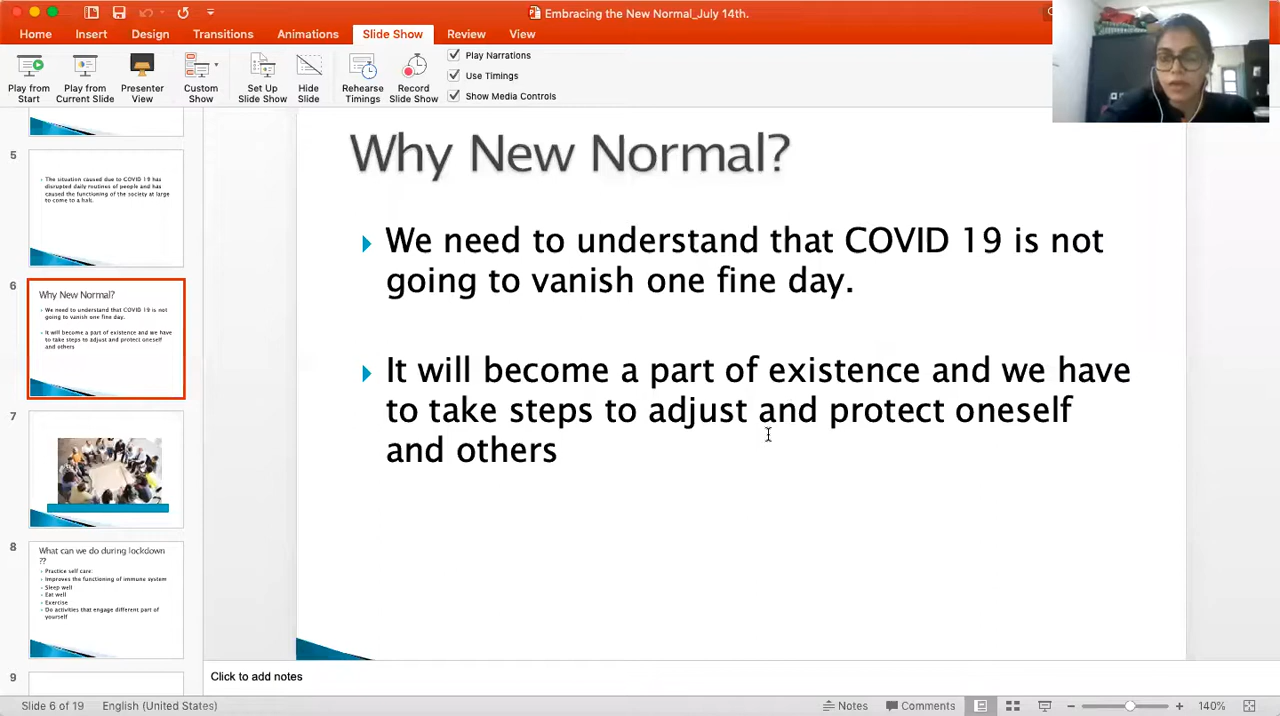 Embracing the New Normal_July 14th.
Home Insert Design Transitions Animations Slide Show Review View
Play from Start
Play from Current Slide
Presenter View
Custom Show
Set Up Slide Show
Hide Slide
Rehearse Timings
Record Slide Show
Play Narrations
Use Timings
Show Media Controls
5
The situation caused due to COVID 19 has
disrupted daily routines of people and has
caused the functioning of the society at large
to come to a halt.
6
Why New Normal?
We need to understand that COVID 19 is not
going to vanish one fine day.
It will become a part of existence and we have
to take steps to adjust and protect oneself
and others
7
8
What can we do during lockdown
??
Practice self care:
Improves the functioning of immune system
Sleep well
Eat well
Exercise
Do activities that engage different part of
yourself
9
Why New Normal?
We need to understand that COVID 19 is not
going to vanish one fine day.
It will become a part of existence and we have
to take steps to adjust and protect oneself
and others
Click to add notes
Slide 6 of 19 English (United States) Notes Comments 140%